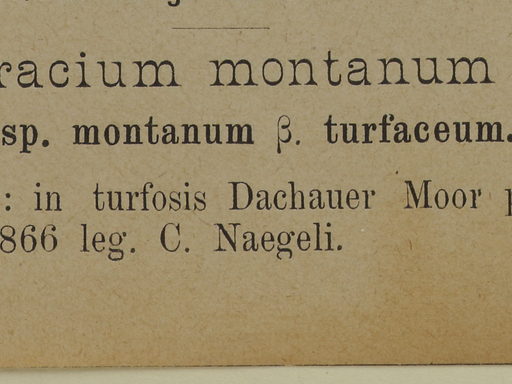 racium montanum
sp. montanum β. turfaceum.
: in turfosis Dachauer Moor p
866 leg. C. Naegeli.